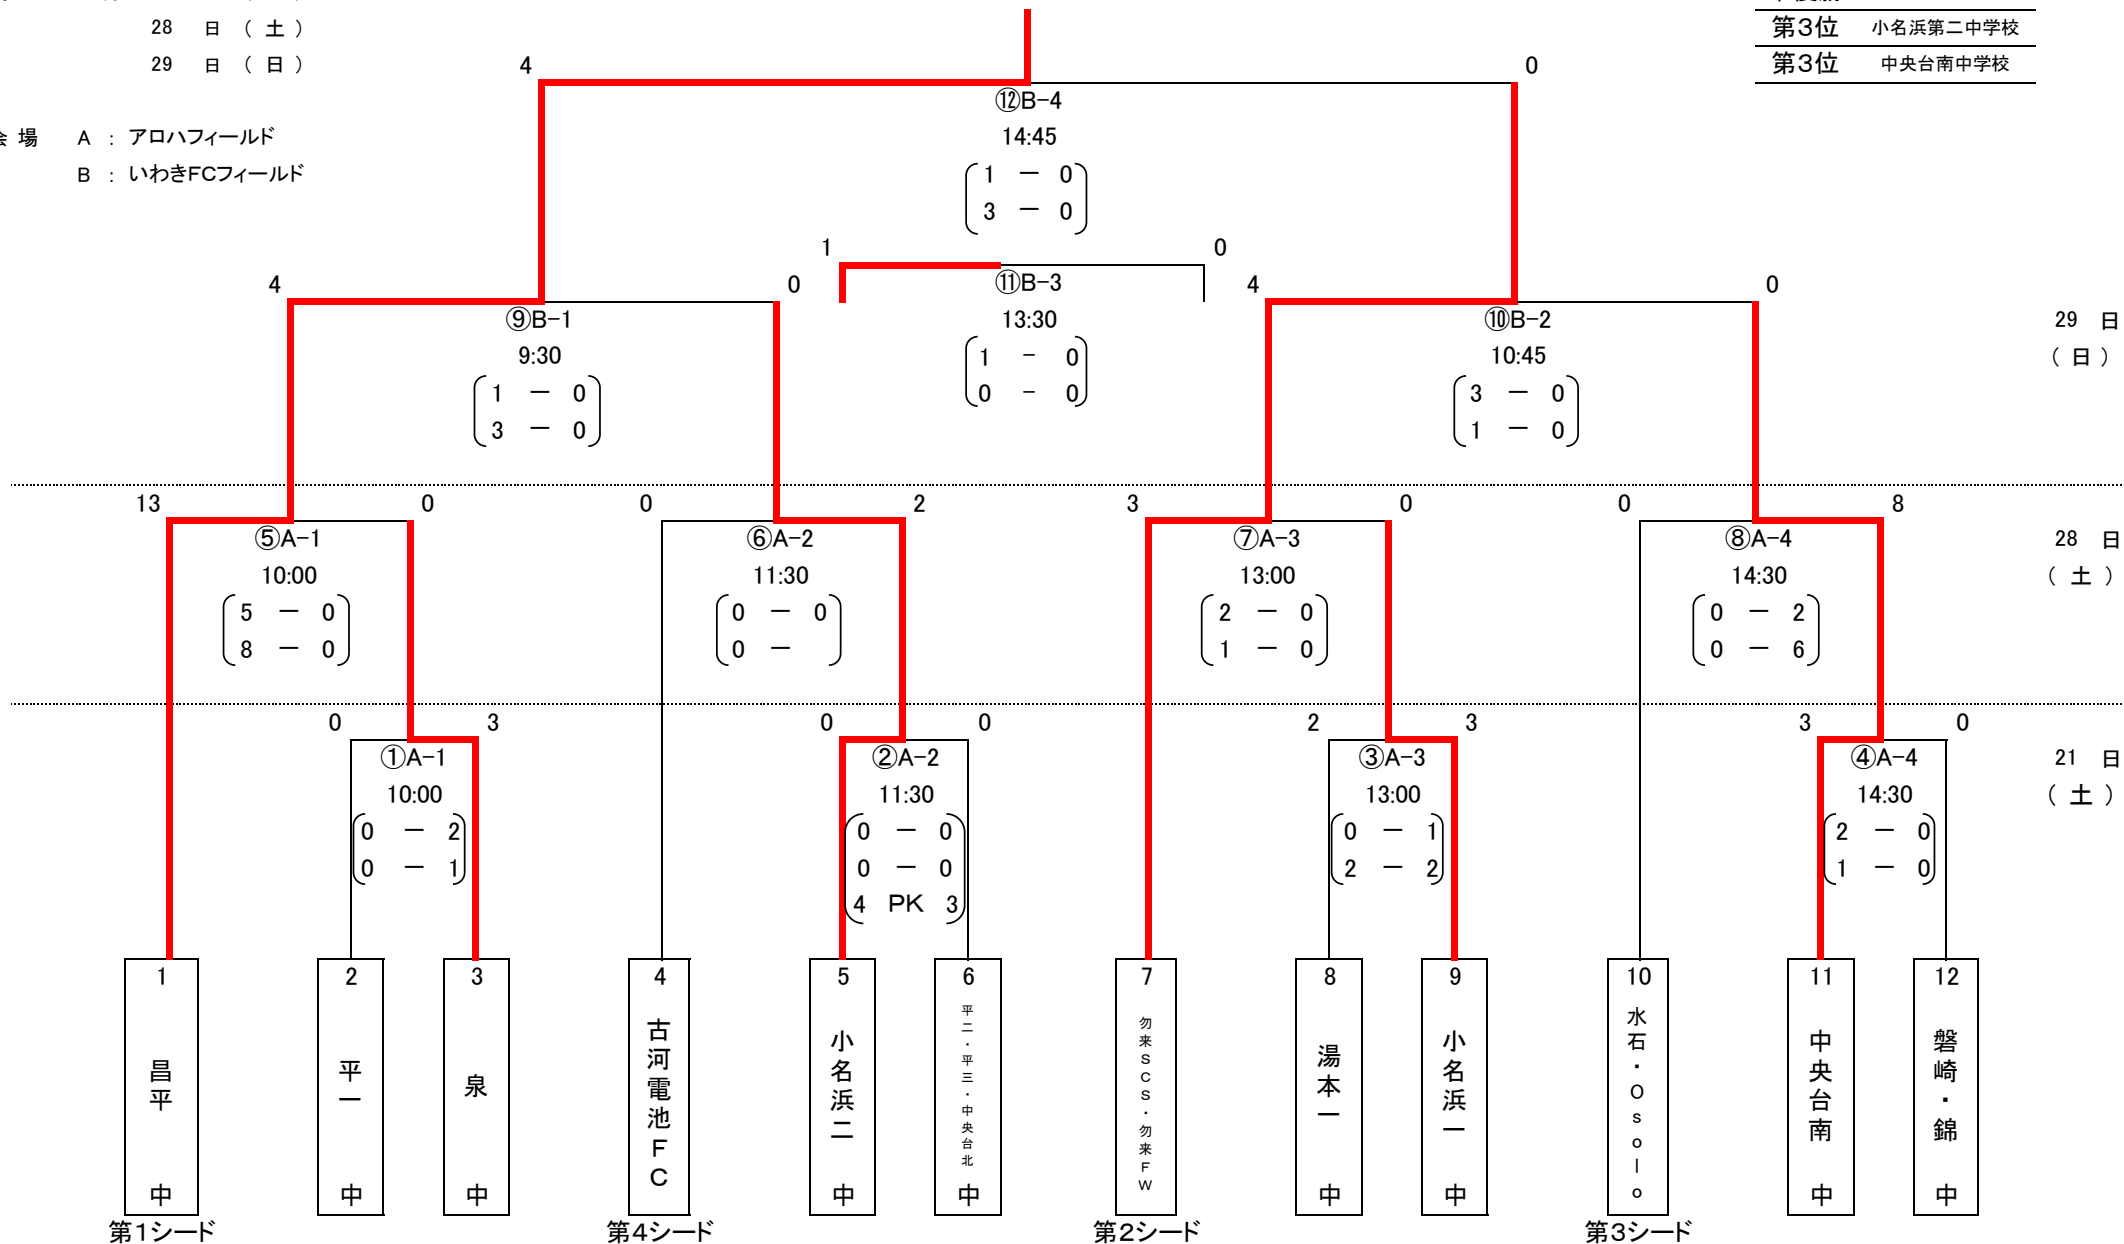 28 日 ( 土 )
第3位 小名浜第二中学校
29 日 ( 日 )
第3位 中央台南中学校
4 0
⑫B-4
14:45
会 場 A : アロハフィールド
B : いわきFCフィールド
1 － 0
3 － 0
1 0
⑪B-3
13:30
1 - 0
0 - 0
4 0 4 0
⑨B-1 ⑩B-2 29 日
9:30 10:45 ( 日 )
1 － 0 3 － 0
3 － 0 1 － 0
13 0 0 2 3 0 0 8
⑤A-1 ⑥A-2 ⑦A-3 ⑧A-4 28 日
10:00 11:30 13:00 14:30 ( 土 )
5 － 0 0 － 0 2 － 0 0 － 2
8 － 0 0 － 1 － 0 0 － 6
0 3 0 0 2 3 3 0
①A-1 ②A-2 ③A-3 ④A-4 21 日
10:00 11:30 13:00 14:30 ( 土 )
0 － 2 0 － 0 0 － 1 2 － 0
0 － 1 0 － 0 2 － 2 1 － 0
4 PK 3
1 2 3 4 5 6 7 8 9 10 11 12
昌平 中
平一 中
泉 中
古河電池FC
小名浜二 中
平二・平三・中央台北 中
勿来SCS・勿来FW
湯本一 中
小名浜一 中
水石・Osolo
中央台南 中
磐崎・錦 中
第1シード 第4シード 第2シード 第3シード